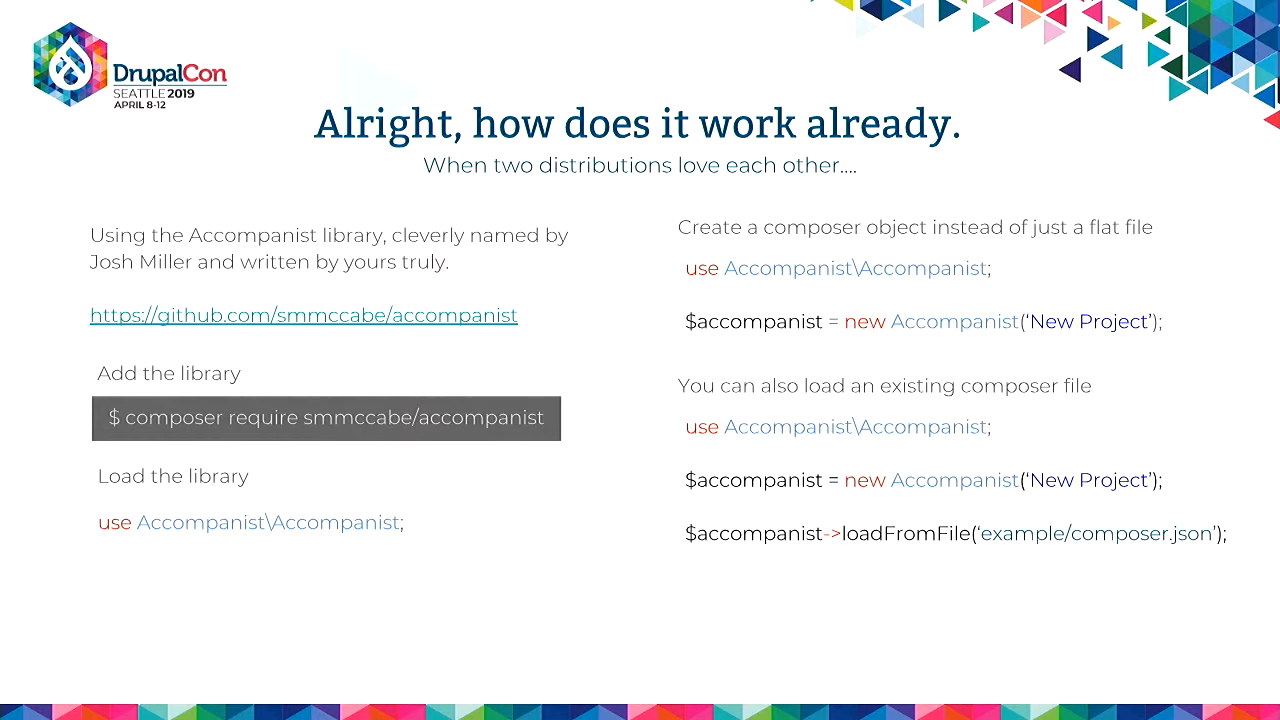 DrupalCon
SEATTLE 2019
APRIL 8-12
Alright, how does it work already.
When two distributions love each other....
Using the Accompanist library, cleverly named by
Josh Miller and written by yours truly.
https://github.com/smmccabe/accompanist
Add the library
$ composer require smmccabe/accompanist
Load the library
use Accompanist\Accompanist;
Create a composer object instead of just a flat file
use Accompanist\Accompanist;
$accompanist = new Accompanist(‘New Project’);
You can also load an existing composer file
use Accompanist\Accompanist;
$accompanist = new Accompanist(‘New Project’);
$accompanist->loadFromFile(‘example/composer.json’);